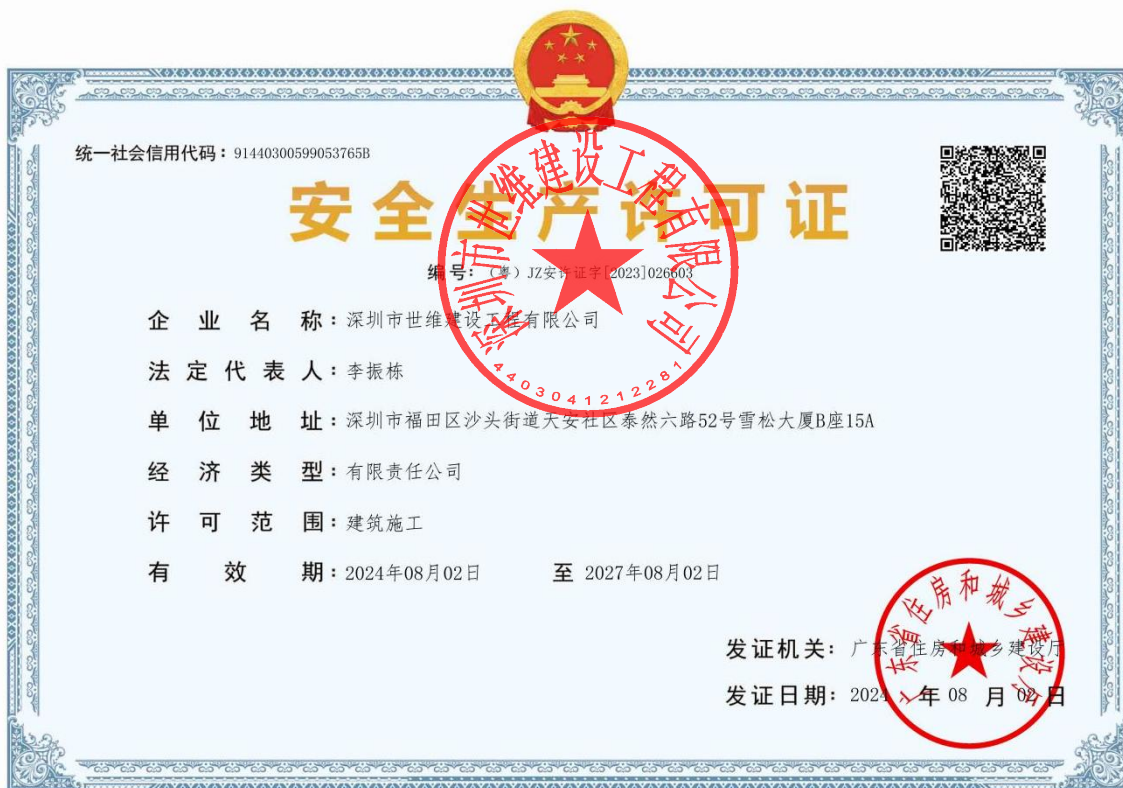 统一社会信用代码：91440300599053765B
安全生产许可证
编号：（粤）JZ安许证字[2023]026603
企业名称：深圳市世维建设工程有限公司
法定代表人：李振栋
单位地址：深圳市福田区沙头街道天安社区泰然六路52号雪松大厦B座15A
经济类型：有限责任公司
许可范围：建筑施工
有效期：2024年08月02日 至 2027年08月02日
发证机关：广东省住房和城乡建设厅
发证日期：2024 年 08 月 02 日
深圳市世维建设工程有限公司
4403041212281
广东省住房和城乡建设厅